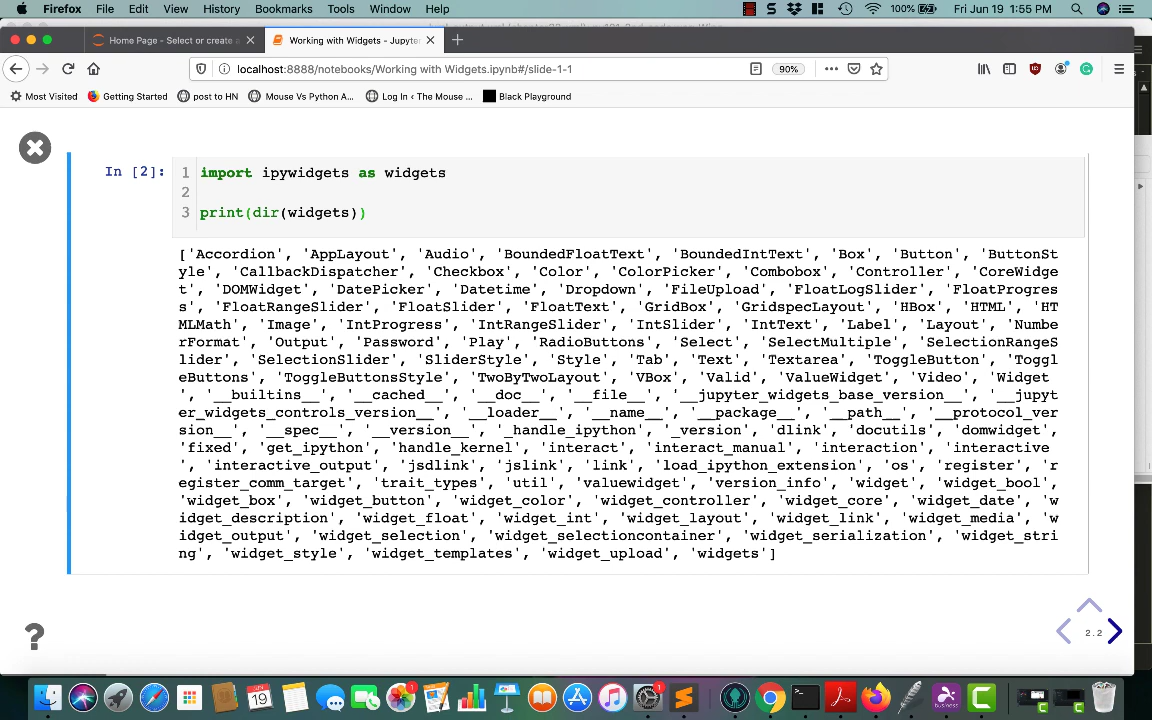 Firefox File Edit View History Bookmarks Tools Window Help 100% Fri Jun 19 1:55 PM
Home Page - Select or create a
Working with Widgets - Jupyter
localhost:8888/notebooks/Working with Widgets.ipynb#/slide-1-1 90%
Most Visited Getting Started post to HN Mouse Vs Python A... Log In ‹ The Mouse ... Black Playground
In [2]:
1 import ipywidgets as widgets
2
3 print(dir(widgets))
['Accordion', 'AppLayout', 'Audio', 'BoundedFloatText', 'BoundedIntText', 'Box', 'Button', 'ButtonSt
yle', 'CallbackDispatcher', 'Checkbox', 'Color', 'ColorPicker', 'Combobox', 'Controller', 'CoreWidge
t', 'DOMWidget', 'DatePicker', 'Datetime', 'Dropdown', 'FileUpload', 'FloatLogSlider', 'FloatProgres
s', 'FloatRangeSlider', 'FloatSlider', 'FloatText', 'GridBox', 'GridspecLayout', 'HBox', 'HTML', 'HT
MLMath', 'Image', 'IntProgress', 'IntRangeSlider', 'IntSlider', 'IntText', 'Label', 'Layout', 'Numbe
rFormat', 'Output', 'Password', 'Play', 'RadioButtons', 'Select', 'SelectMultiple', 'SelectionRangeS
lider', 'SelectionSlider', 'SliderStyle', 'Style', 'Tab', 'Text', 'Textarea', 'ToggleButton', 'Toggl
eButtons', 'ToggleButtonsStyle', 'TwoByTwoLayout', 'VBox', 'Valid', 'ValueWidget', 'Video', 'Widget
', '__builtins__', '__cached__', '__doc__', '__file__', '__jupyter_widgets_base_version__', '__jupyt
er_widgets_controls_version__', '__loader__', '__name__', '__package__', '__path__', '__protocol_ver
sion__', '__spec__', '__version__', '_handle_ipython', '_version', 'dlink', 'docutils', 'domwidget',
'fixed', 'get_ipython', 'handle_kernel', 'interact', 'interact_manual', 'interaction', 'interactive
', 'interactive_output', 'jsdlink', 'jslink', 'link', 'load_ipython_extension', 'os', 'register', 'r
egister_comm_target', 'trait_types', 'util', 'valuewidget', 'version_info', 'widget', 'widget_bool',
'widget_box', 'widget_button', 'widget_color', 'widget_controller', 'widget_core', 'widget_date', 'w
idget_description', 'widget_float', 'widget_int', 'widget_layout', 'widget_link', 'widget_media', 'w
idget_output', 'widget_selection', 'widget_selectioncontainer', 'widget_serialization', 'widget_stri
ng', 'widget_style', 'widget_templates', 'widget_upload', 'widgets']
?
2.2